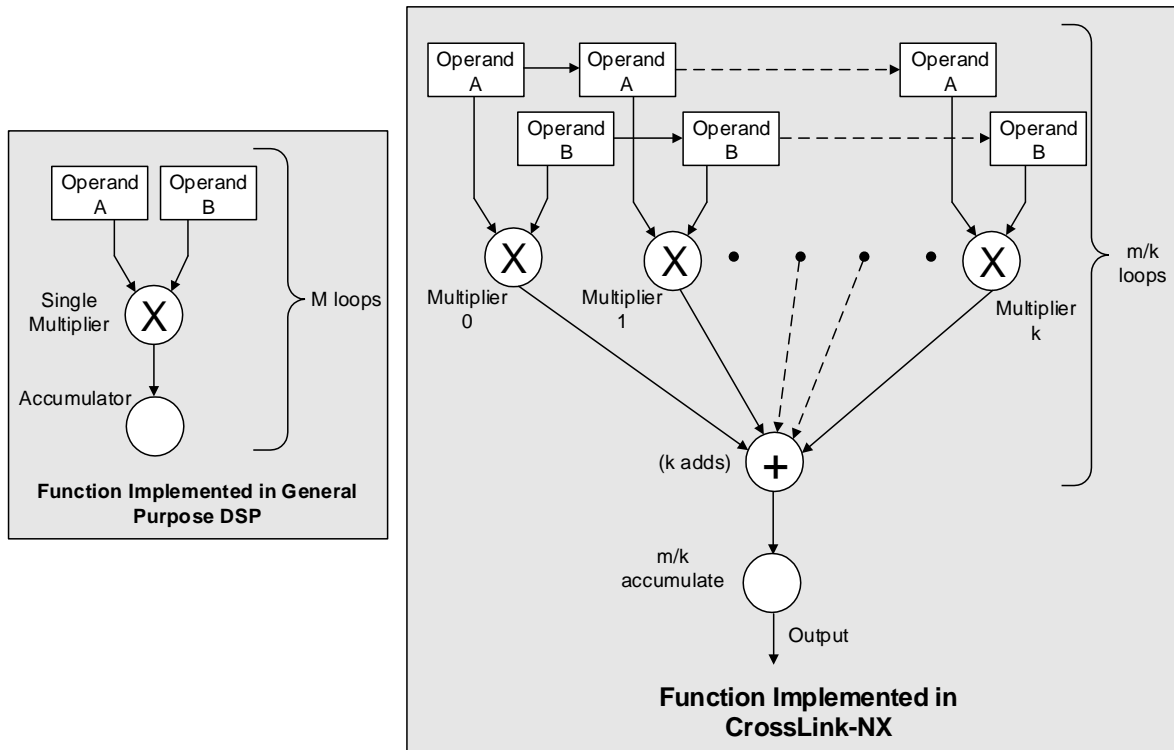 Operand
A
Operand
B
Single
Multiplier
X
M loops
Accumulator
Function Implemented in General
Purpose DSP
Operand
A
Operand
A
Operand
A
Operand
B
Operand
B
Operand
B
X
X
X
m/k
loops
Multiplier
0
Multiplier
1
Multiplier
k
(k adds)
+
m/k
accumulate
Output
Function Implemented in
CrossLink-NX